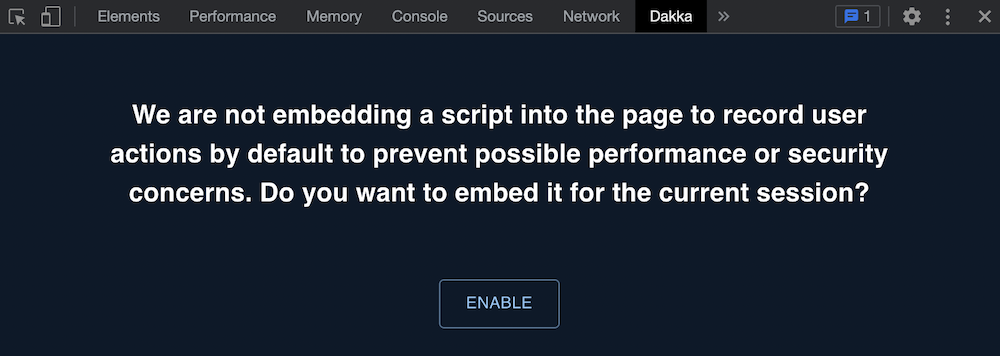 Elements Performance Memory Console Sources Network Dakka » 1
We are not embedding a script into the page to record user
actions by default to prevent possible performance or security
concerns. Do you want to embed it for the current session?
ENABLE